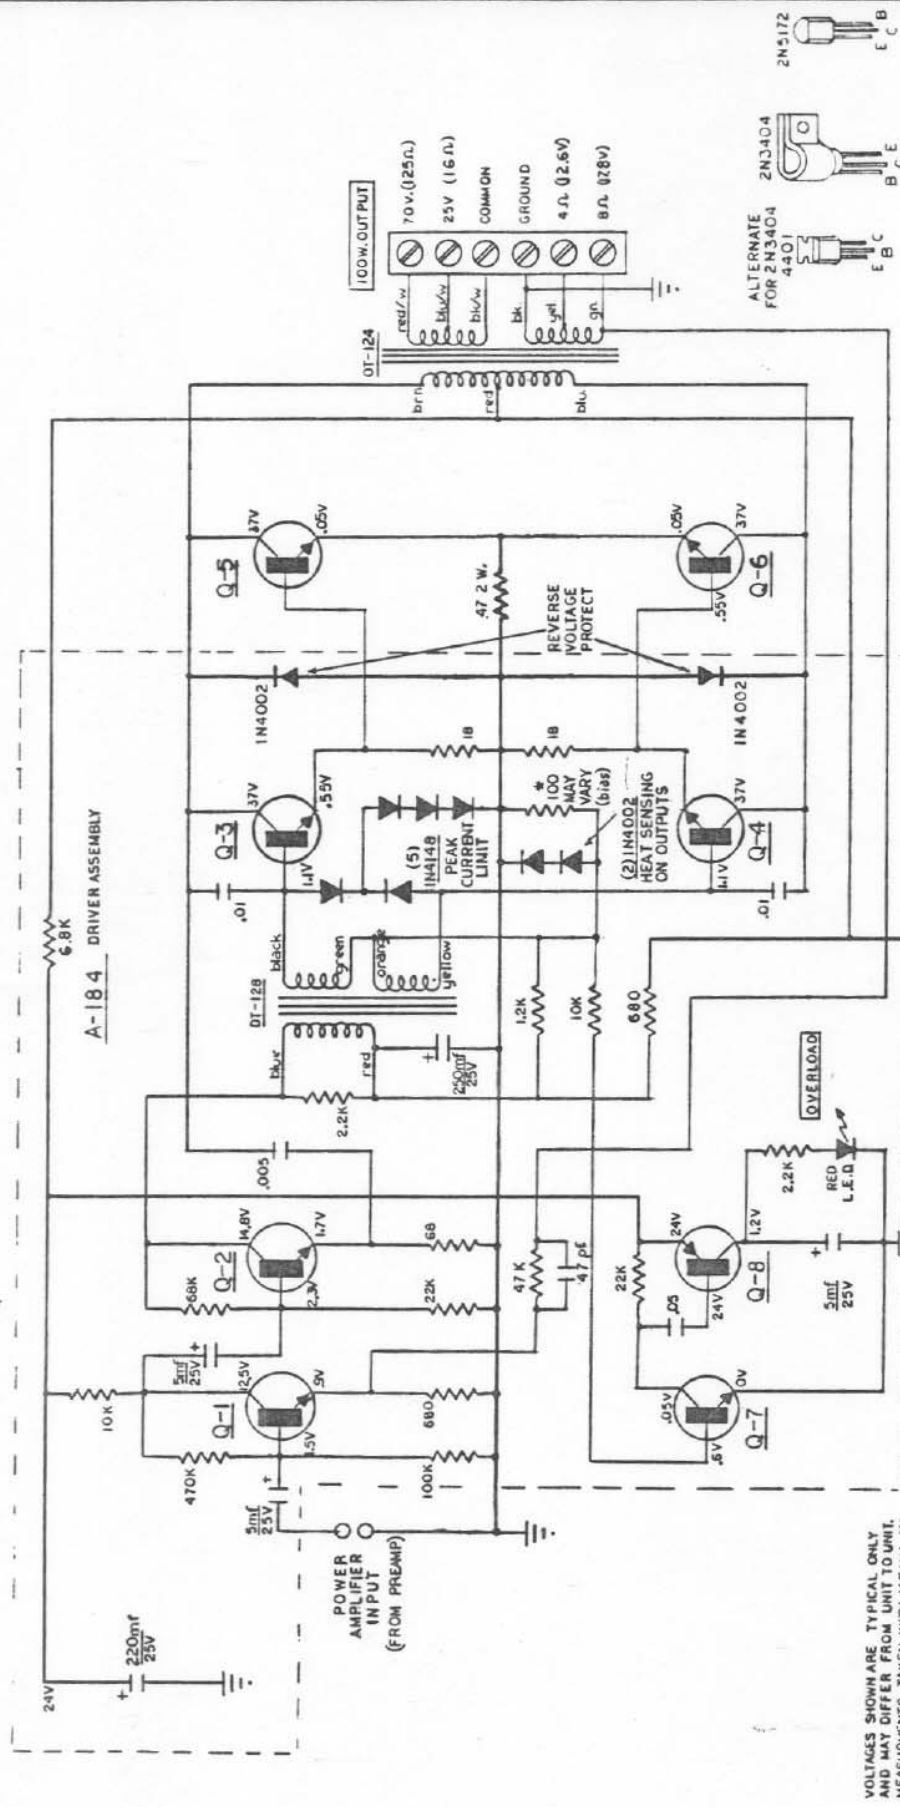 2N5172
E C B
2N3404
B C E
ALTERNATE
FOR 2N3404
4401
E B C
100W. OUTPUT
70V. (125Ω)
25V (16Ω)
COMMON
GROUND
4Ω (12.6V)
8Ω (17.8V)
OT-124
red/w
blu/w
blk/w
bk.
yel
gn.
brn
red
blu.
Q-5
37V
.05V
.47 2 W.
Q-6
.05V
37V
.55V
REVERSE
VOLTAGE
PROTECT
1N4002
1N4002
18
18
Q-3
37V
.55V
1.1V
(5)
1N4148
PEAK
CURRENT
LINIT
*
100
MAY
VARY
(bias)
(2) 1N4002
HEAT SENSING
ON OUTPUTS
Q-4
37V
1.1V
.01
.01
6.8K
A-184 DRIVER ASSEMBLY
DT-128
black
green
orange
yellow
blue
red
+
250mf
25V
2.2K
1.2K
10K
680
.005
OVERLOAD
Q-2
14.8V
1.7V
2.3V
68
68K
22K
47K
47 pf
22K
.05
Q-8
24V
24V
1.2V
2.2K
RED
L.E.D
+
5mf
25V
10K
5mf
25V
+
Q-1
12.5V
.9V
1.5V
680
470K
100K
Q-7
.05V
0V
.6V
5mf
25V
+
POWER
AMPLIFIER
INPUT
(FROM PREAMP)
24V
+
220mf
25V
VOLTAGES SHOWN ARE TYPICAL ONLY
AND MAY DIFFER FROM UNIT TO UNIT.